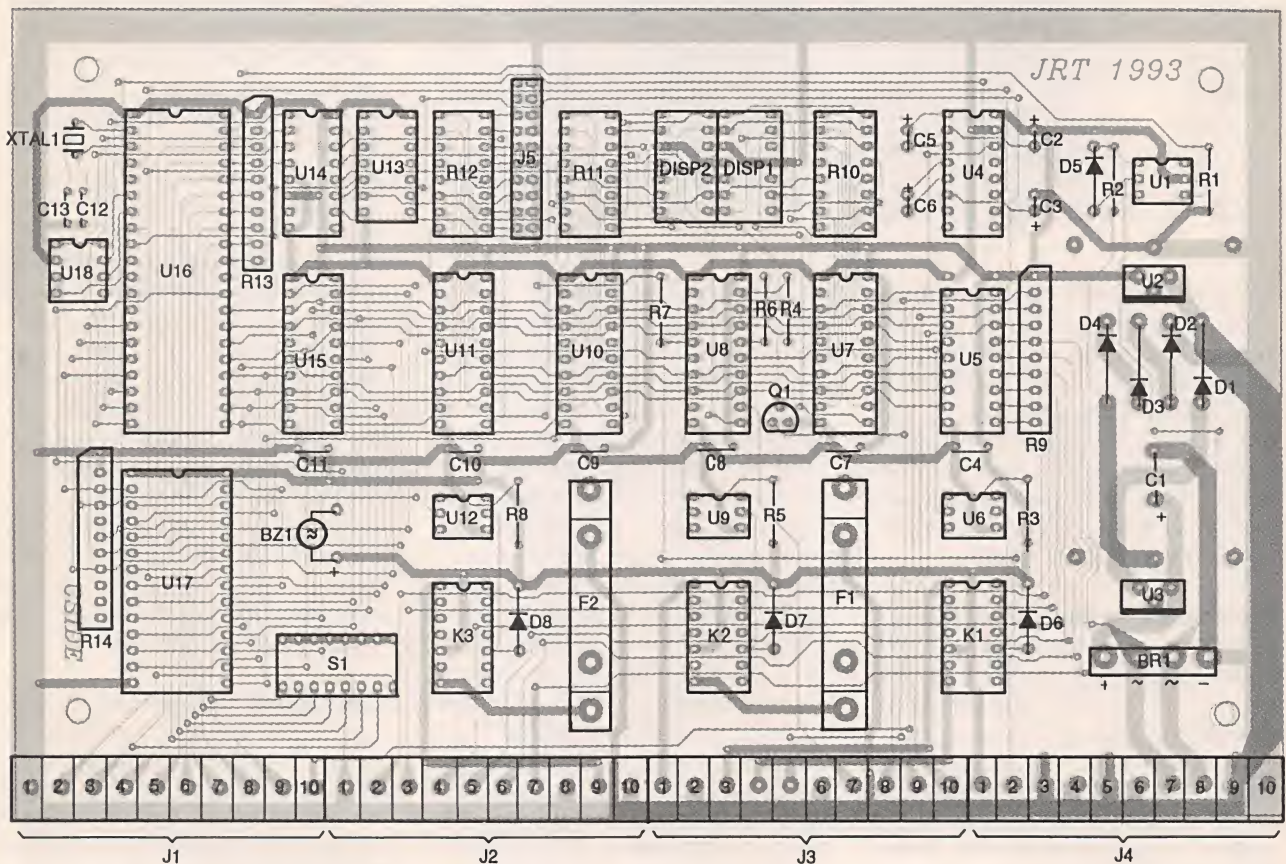 JRT 1993
XTAL1
U14 U13 R12 J5 R11 DISP2 DISP1 R10 C5 U4 C2 D5 R2 U1 R1
C13 C12 C6 C3
+ + + +
U18 U16 R13 U2
R7 R6 R4
U15 U11 U10 U8 U7 U5 D4 D2
Q1 D3 D1
R9
C11 C10 C9 C8 C7 C4 C1
+
U12 R8 U9 R5 U6 R3
BZ1
+
U17 U3
F2 F1
K3 D8 K2 D7 K1 D6
R14 S1 BR1
+ ~ ~ -
1 2 3 4 5 6 7 8 9 10 1 2 3 4 5 6 7 8 9 10 1 2 3 6 7 8 9 10 1 2 3 4 5 6 7 8 9 10
J1 J2 J3 J4